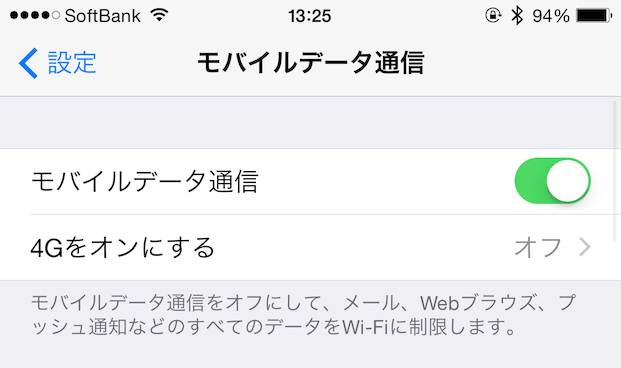 SoftBank 13:25 94%
設定 モバイルデータ通信
モバイルデータ通信
4Gをオンにする オフ
モバイルデータ通信をオフにして、メール、Webブラウズ、プ
ッシュ通知などのすべてのデータをWi-Fiに制限します。